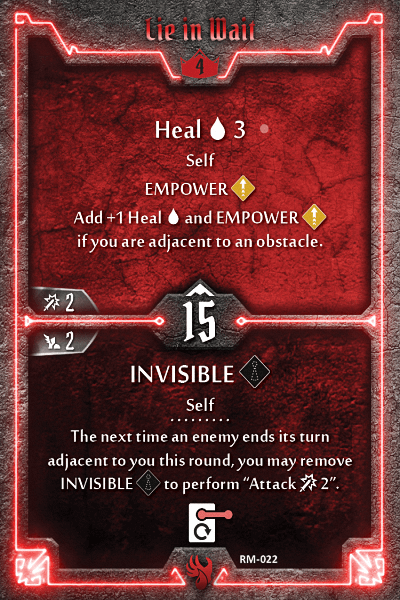 Lie in Wait
4
Heal 3
Self
EMPOWER
Add +1 Heal and EMPOWER
if you are adjacent to an obstacle.
2
15
2
INVISIBLE
Self
The next time an enemy ends its turn
adjacent to you this round, you may remove
INVISIBLE to perform “Attack 2”.
RM-022